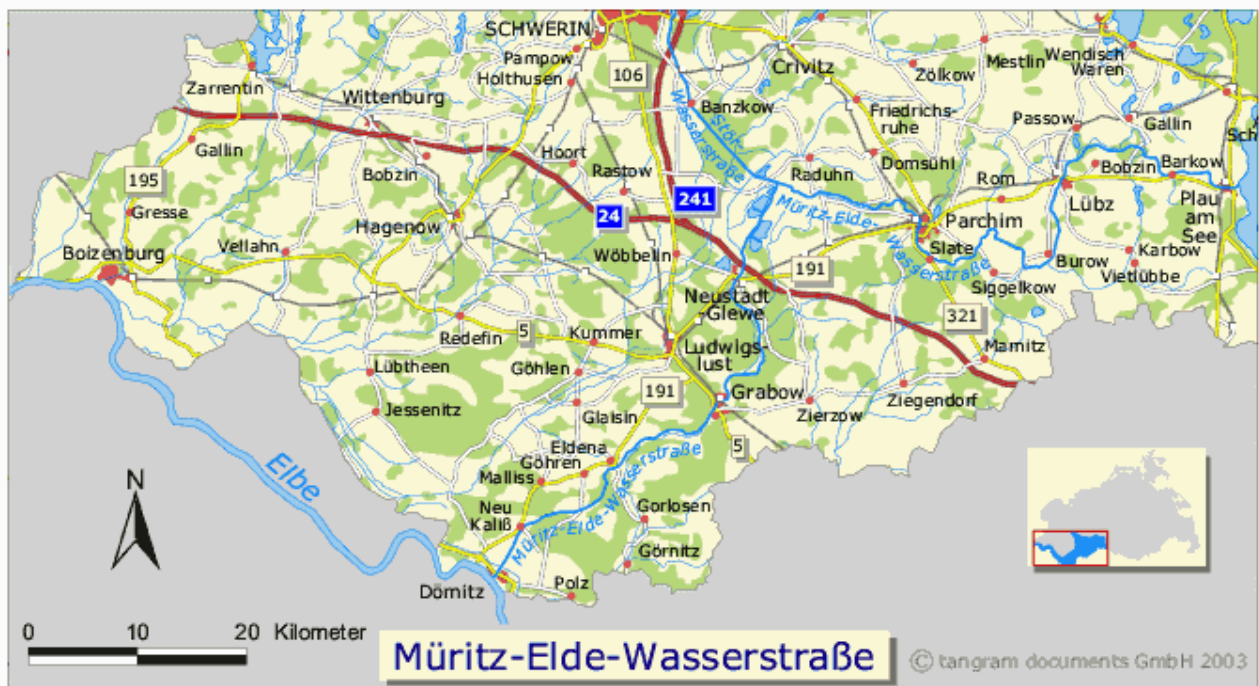 SCHWERIN
Pampow
Holthusen
106
Crivitz
Mestlin
Wendisch
Waren
Zölkow
Zarrentin
Wittenburg
Banzkow
Stör-
Wasserstraße
Friedrichs-
ruhe
Passow
Gallin
Sch
Gallin
Hoort
Rastow
Raduhn
Domsühl
Bobzin
Barkow
Bobzin
195
Gresse
Hagenow
24
241
Rom
Lübz
Plau
am
See
Müritz-Elde-
Wasserstraße
Parchim
Slate
Vellahn
Boizenburg
Wöbbelin
191
Burow
Karbow
Vietlübbe
Siggelkow
Neustadt
-Glewe
321
Redefin
5
Kummer
Ludwigs-
lust
Marnitz
Lübtheen
Göhlen
191
Grabow
Jessenitz
Glaisin
Zierzow
Ziegendorf
5
Eldena
Göhren
Malliss
Müritz-Elde-Wasserstraße
Elbe
N
Neu
Kaliß
Gorlosen
Görnitz
Dömitz
Polz
0 10 20 Kilometer
Müritz-Elde-Wasserstraße
© tangram documents GmbH 2003